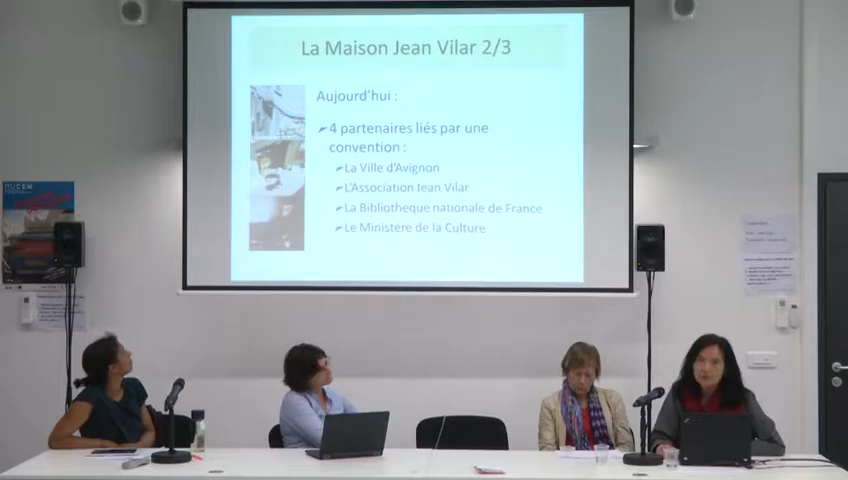 La Maison Jean Vilar 2/3
Aujourd'hui :
4 partenaires liés par une
convention :
La Ville d'Avignon
L'Association Jean Vilar
La Bibliothèque nationale de France
Le Ministère de la Culture